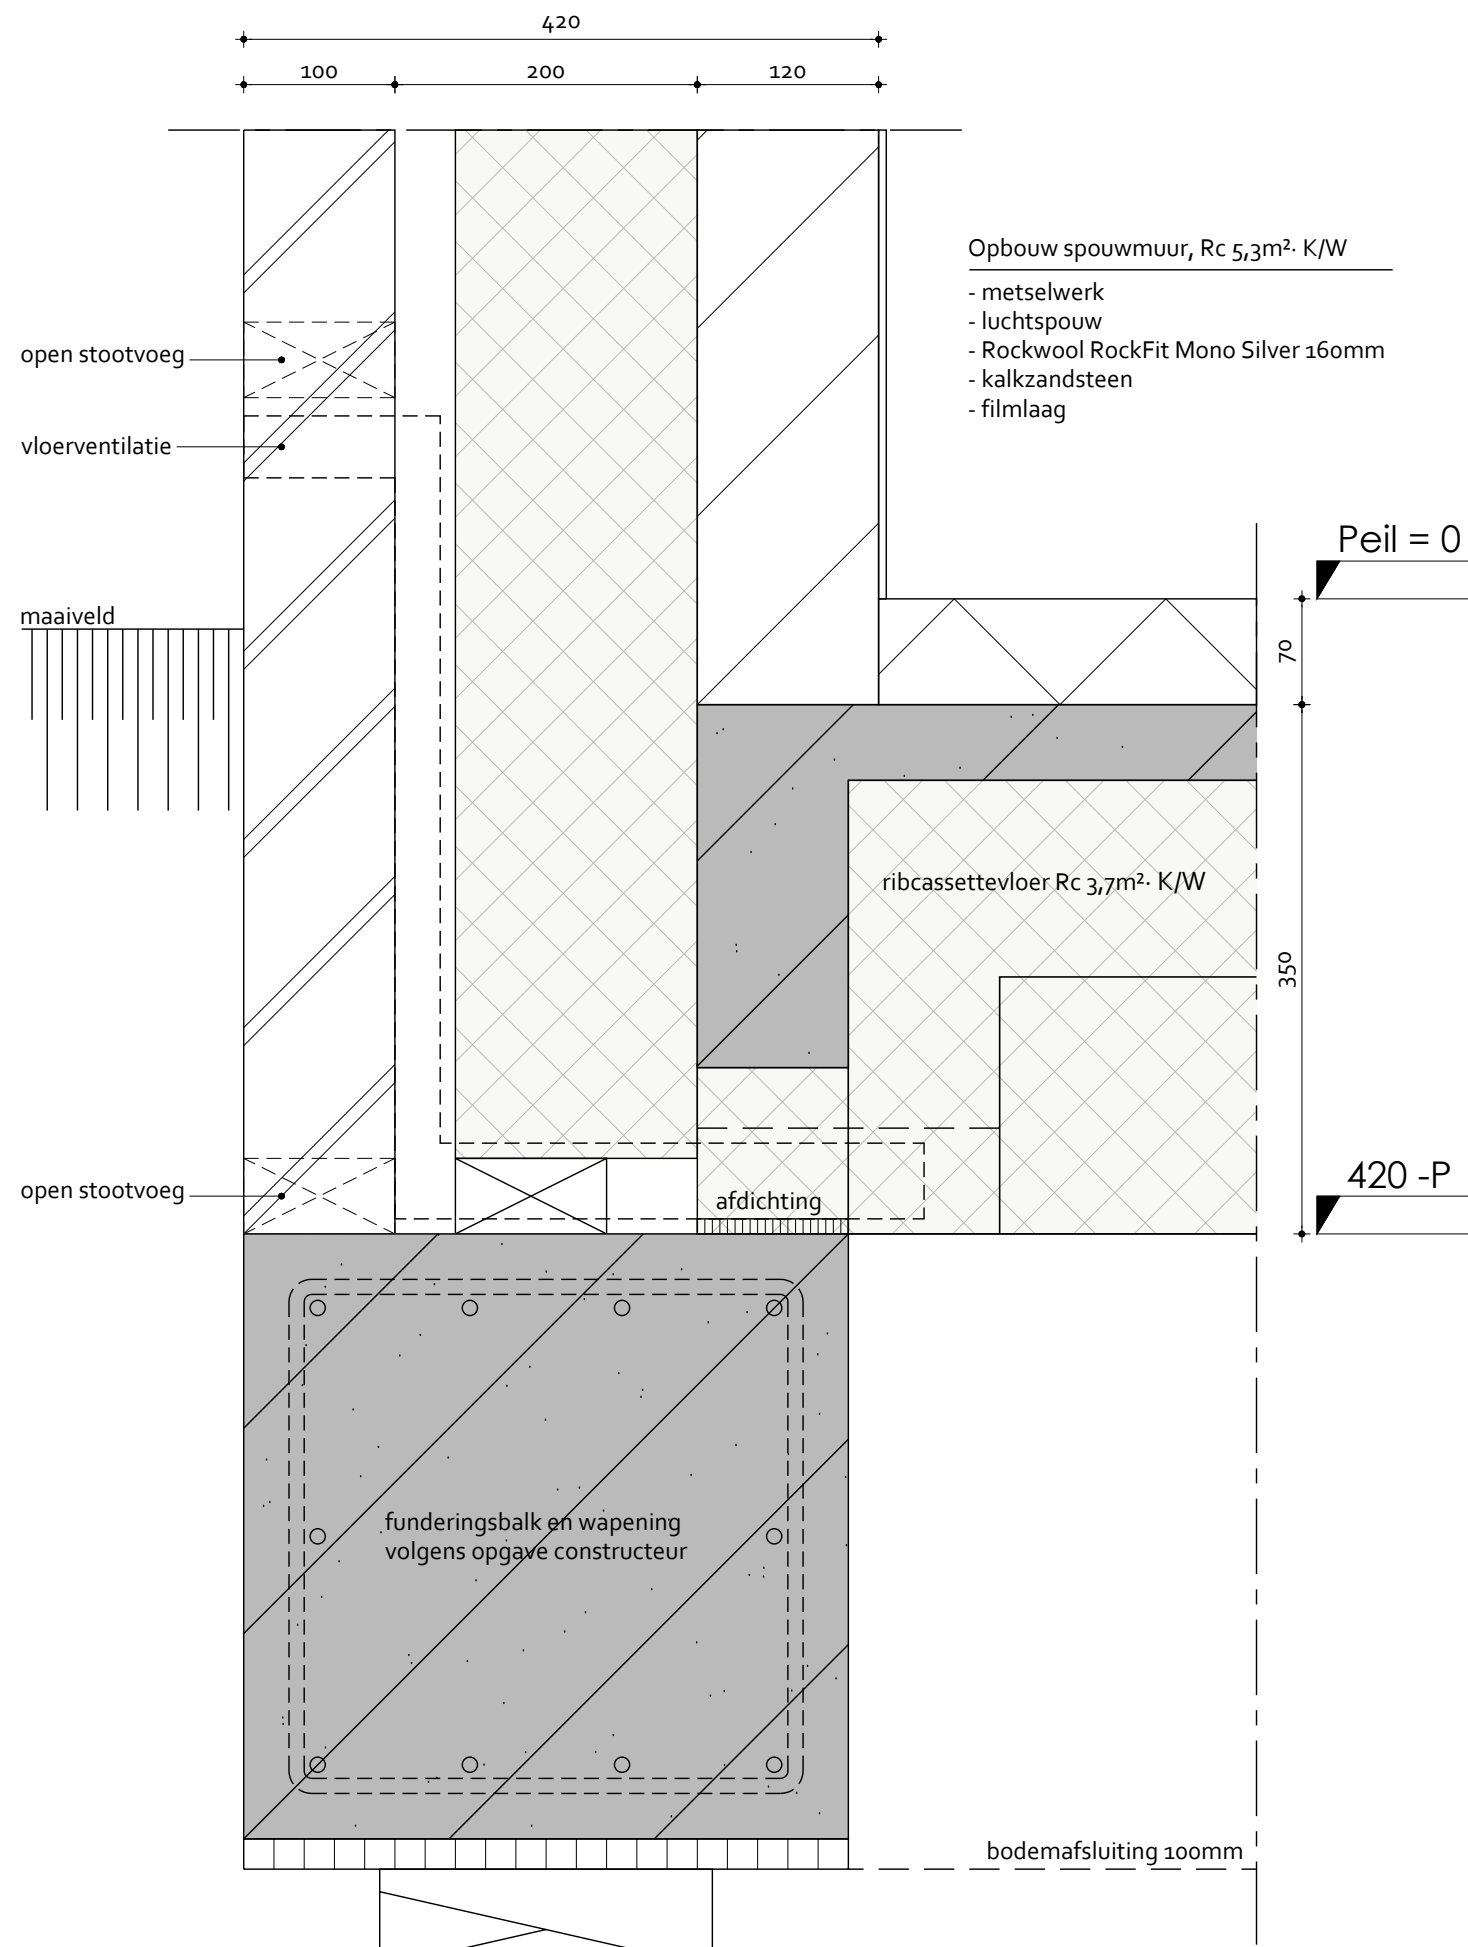 420
100
200
120
Opbouw spouwmuur, Rc 5,3m²· K/W
- metselwerk
- luchtspouw
- Rockwool RockFit Mono Silver 160mm
- kalkzandsteen
- filmlaag
open stootvoeg
vloerventilatie
Peil = 0
maaiveld
70
ribcassettevloer Rc 3,7m²· K/W
350
420 -P
open stootvoeg
afdichting
funderingsbalk en wapening
volgens opgave constructeur
bodemafsluiting 100mm